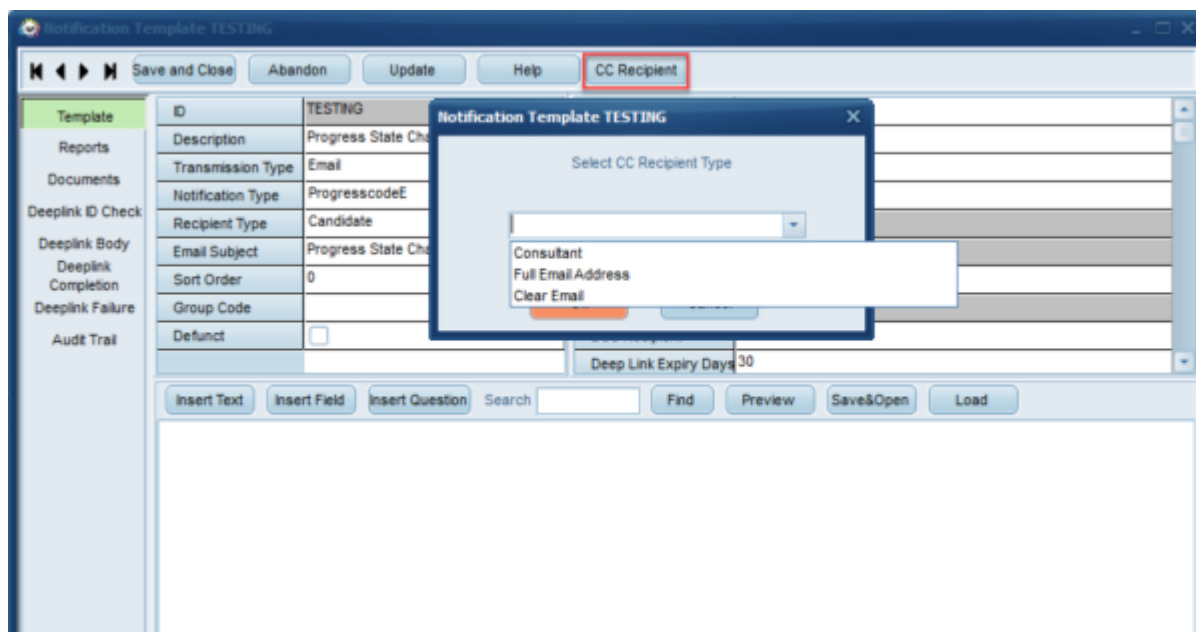 Notification Template TESTING
Save and Close Abandon Update Help CC Recipient
Template
Reports
Documents
Deeplink ID Check
Deeplink Body
Deeplink
Completion
Deeplink Failure
Audit Trail
ID TESTING
Description Progress State Cha
Transmission Type Email
Notification Type ProgresscodeE
Recipient Type Candidate
Email Subject Progress State Cha
Sort Order 0
Group Code
Defunct
Notification Template TESTING
Select CC Recipient Type
Consultant
Full Email Address
Clear Email
Deep Link Expiry Days 30
Insert Text Insert Field Insert Question Search Find Preview Save&Open Load